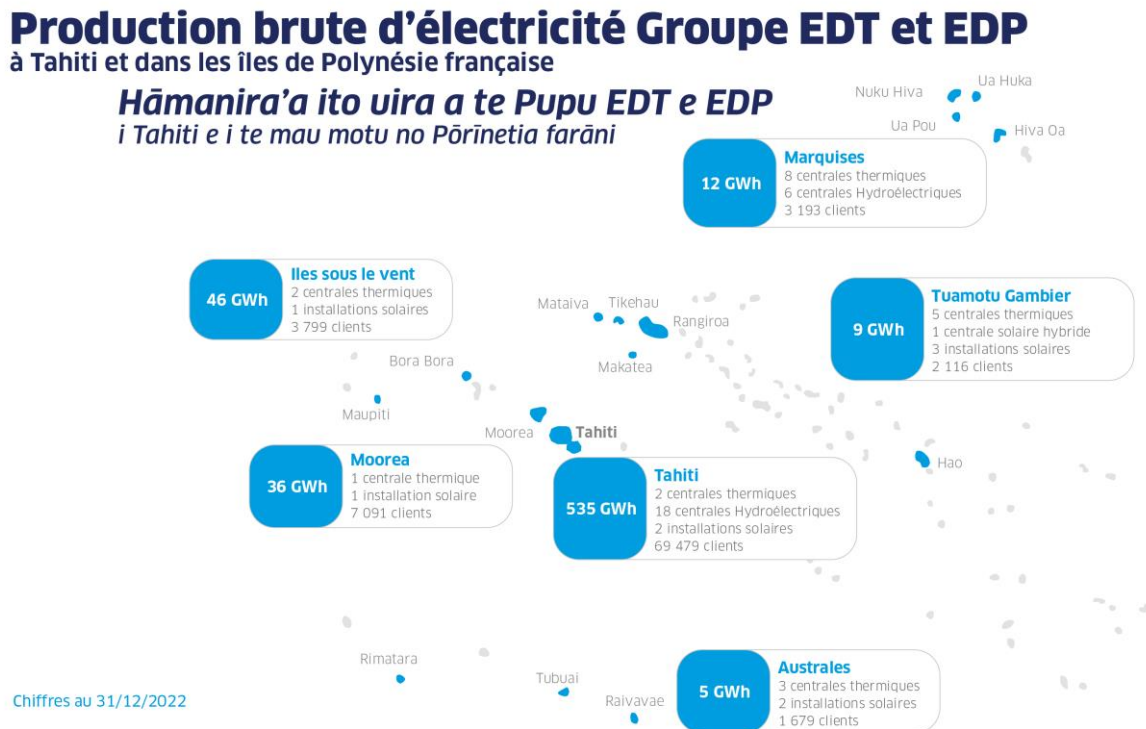 Production brute d'électricité Groupe EDT et EDP
à Tahiti et dans les îles de Polynésie française
Hāmanira'a ito uira a te Pupu EDT e EDP
i Tahiti e i te mau motu no Pōrīnetia farāni
Ua Huka
Nuku Hiva
Ua Pou
Hiva Oa
12 GWh
Marquises
8 centrales thermiques
6 centrales Hydroélectriques
3 193 clients
46 GWh
Iles sous le vent
2 centrales thermiques
1 installations solaires
3 799 clients
Mataiva
Tikehau
Rangiroa
Makatea
9 GWh
Tuamotu Gambier
5 centrales thermiques
1 centrale solaire hybride
3 installations solaires
2 116 clients
Bora Bora
Maupiti
Moorea
Tahiti
Hao
36 GWh
Moorea
1 centrale thermique
1 installation solaire
7 091 clients
535 GWh
Tahiti
2 centrales thermiques
18 centrales Hydroélectriques
2 installations solaires
69 479 clients
Rimatara
Tubuai
Raivavae
5 GWh
Australes
3 centrales thermiques
2 installations solaires
1 679 clients
Chiffres au 31/12/2022